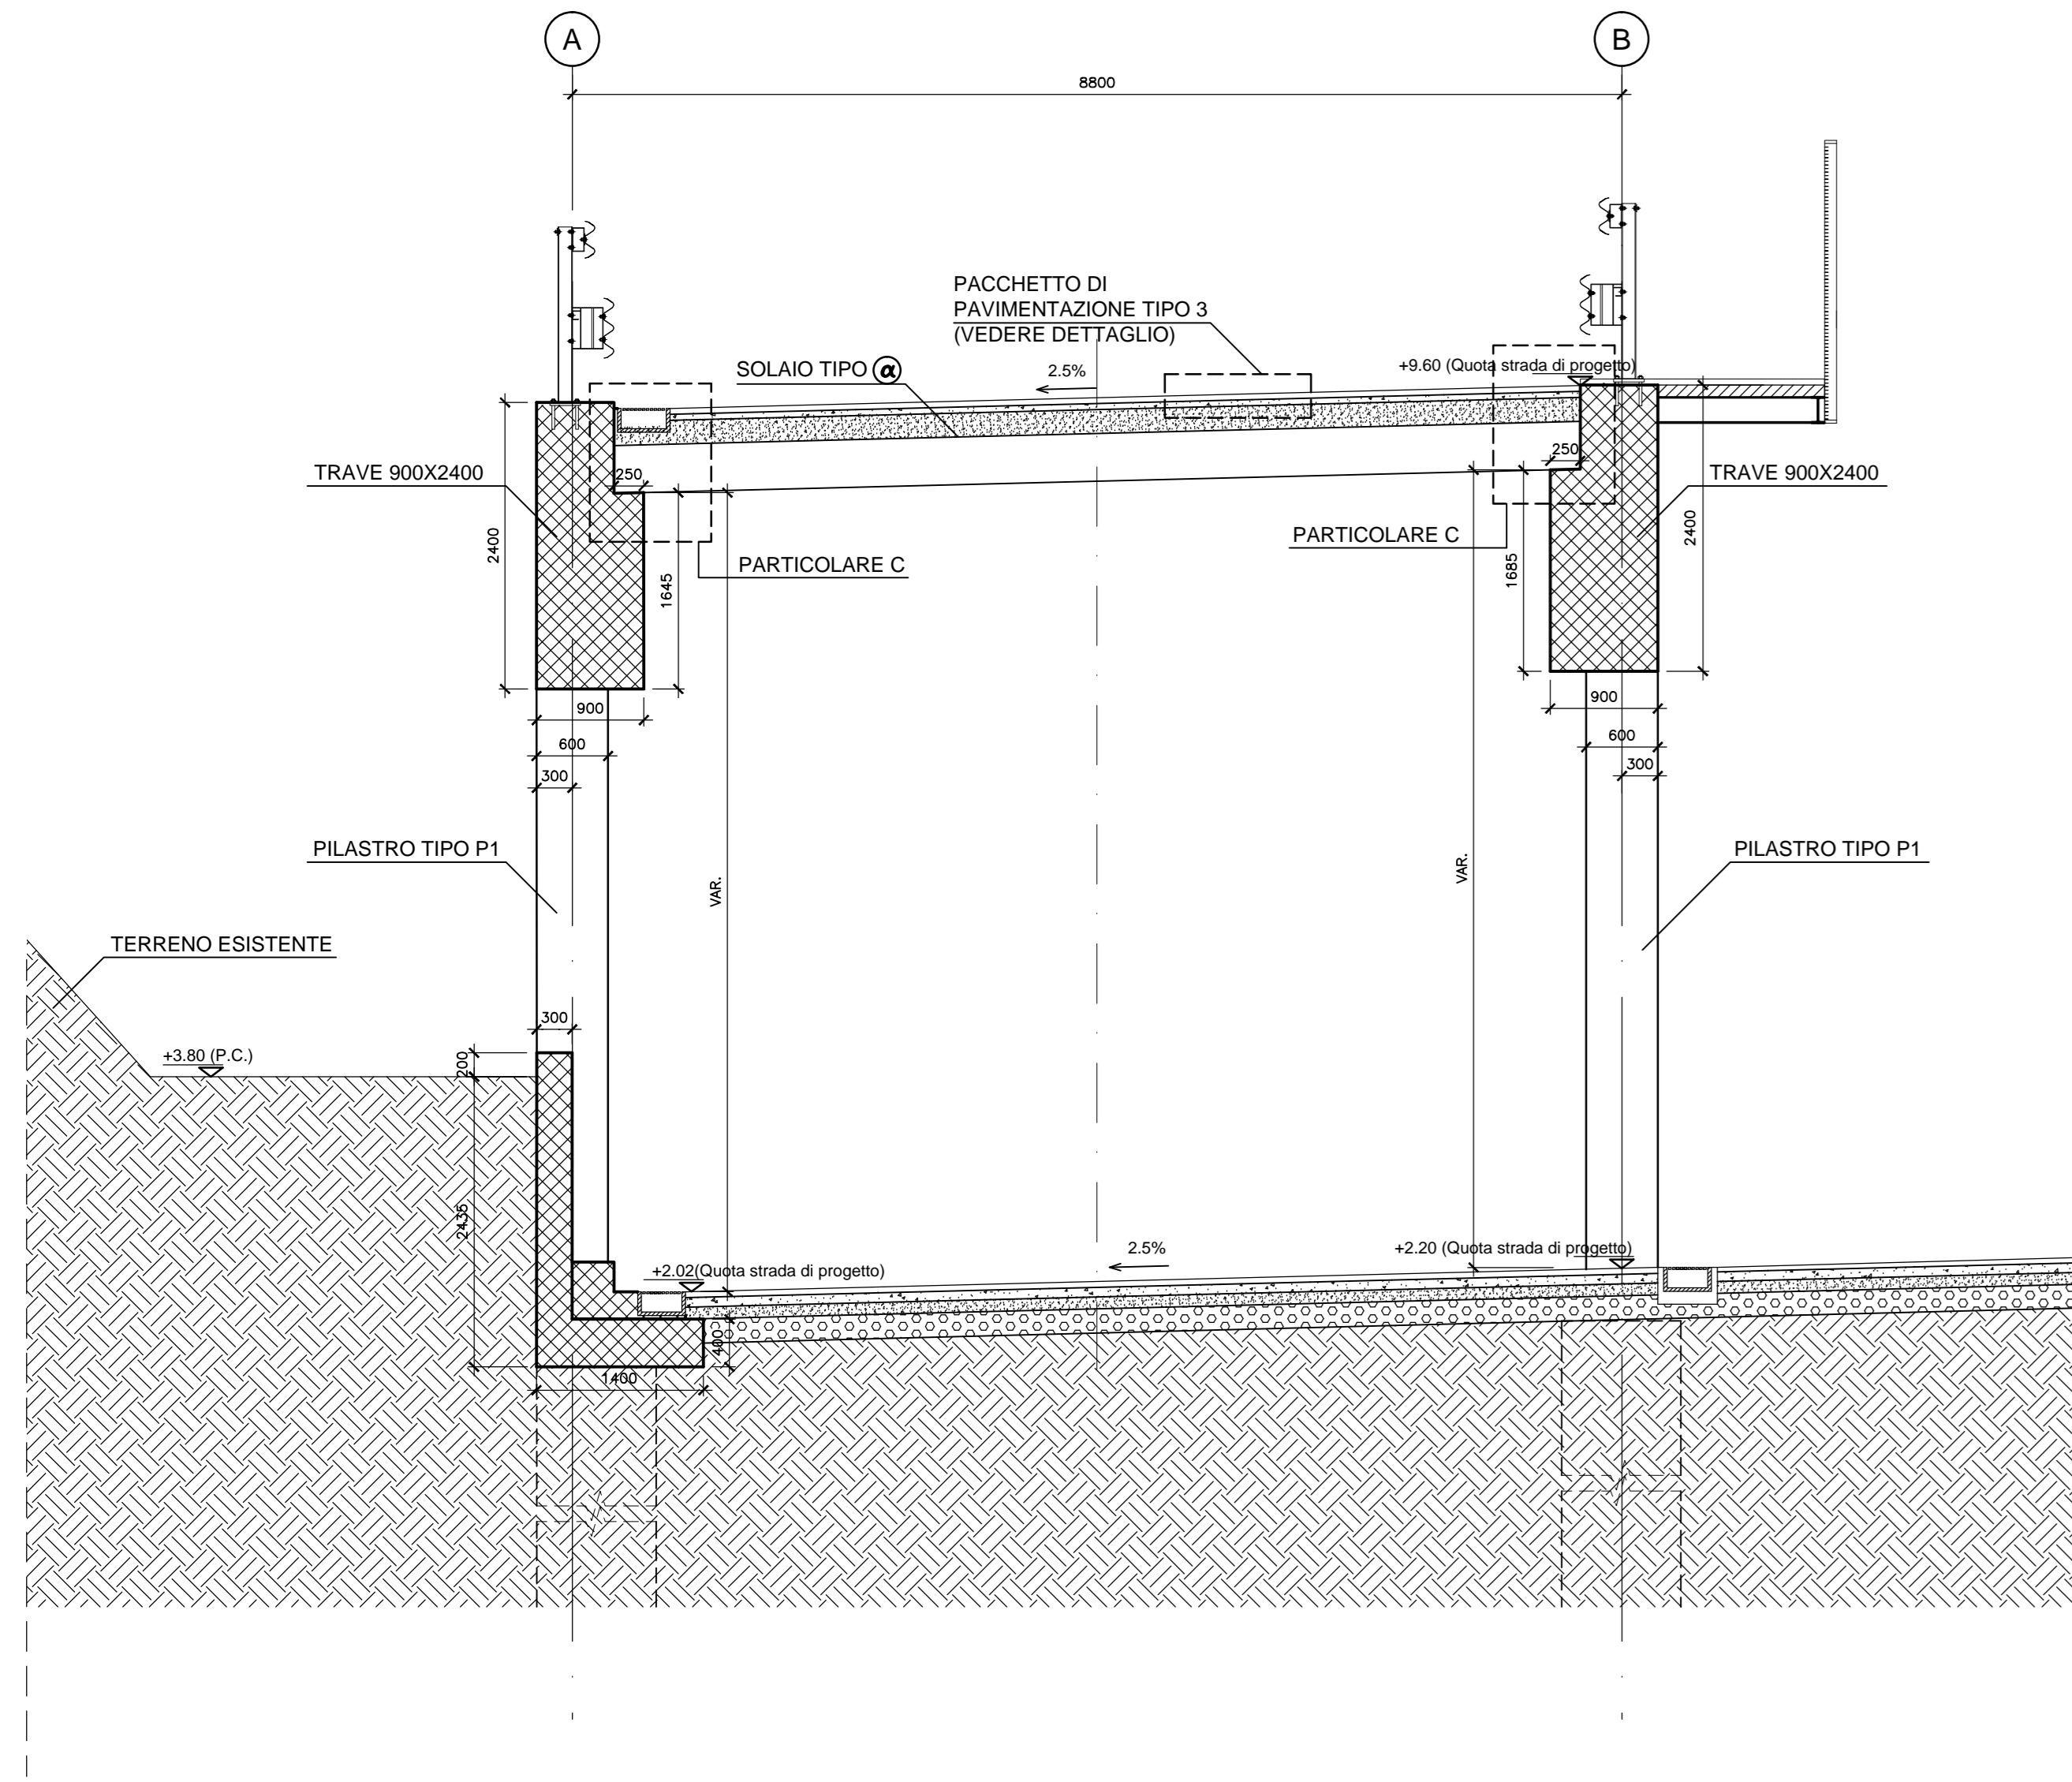 A
B
8800
PACCHETTO DI
PAVIMENTAZIONE TIPO 3
(VEDERE DETTAGLIO)
SOLAIO TIPO α
2.5%
+9.60 (Quota strada di progetto)
TRAVE 900X2400
250
250
TRAVE 900X2400
2400
PARTICOLARE C
1645
PARTICOLARE C
1685
2400
900
600
300
900
600
300
PILASTRO TIPO P1
VAR.
VAR.
PILASTRO TIPO P1
TERRENO ESISTENTE
300
+3.80 (P.C.)
200
2435
+2.02(Quota strada di progetto)
2.5%
+2.20 (Quota strada di progetto)
400
1400